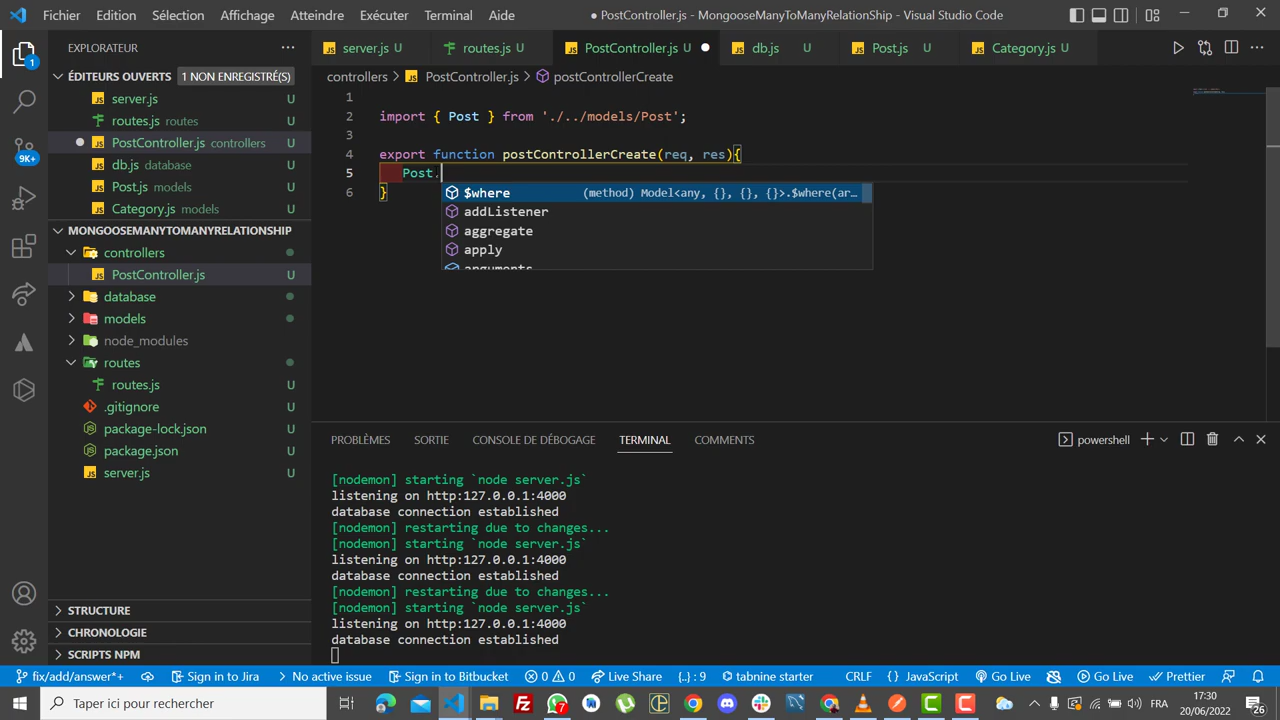 Fichier Edition Sélection Affichage Atteindre Exécuter Terminal Aide
● PostController.js - MongooseManyToManyRelationShip - Visual Studio Code
EXPLORATEUR
server.js U
routes.js U
PostController.js U
db.js U
Post.js U
Category.js U
ÉDITEURS OUVERTS 1 NON ENREGISTRÉ(S)
server.js U
routes.js routes U
PostController.js controllers U
db.js database U
Post.js models U
Category.js models U
MONGOOSEMANYTOMANYRELATIONSHIP
controllers
PostController.js U
database
models
node_modules
routes
routes.js U
.gitignore U
package-lock.json U
package.json U
server.js U
STRUCTURE
CHRONOLOGIE
SCRIPTS NPM
1
9K+
controllers > PostController.js > postControllerCreate
1
2 import { Post } from './../models/Post';
3
4 export function postControllerCreate(req, res){
5 Post.
6 }
$where (method) Model<any, {}, {}, {}>.$where(ar…
addListener
aggregate
apply
arguments
PROBLÈMES SORTIE CONSOLE DE DÉBOGAGE TERMINAL COMMENTS
powershell
[nodemon] starting `node server.js`
listening on http:127.0.0.1:4000
database connection established
[nodemon] restarting due to changes...
[nodemon] starting `node server.js`
listening on http:127.0.0.1:4000
database connection established
[nodemon] restarting due to changes...
[nodemon] starting `node server.js`
listening on http:127.0.0.1:4000
database connection established
fix/add/answer*+ Sign in to Jira No active issue Sign in to Bitbucket 0 0 Live Share {..} : 9 tabnine starter CRLF { } JavaScript Go Live Go Live Prettier
Taper ici pour rechercher
7
FRA
17:30
20/06/2022
26